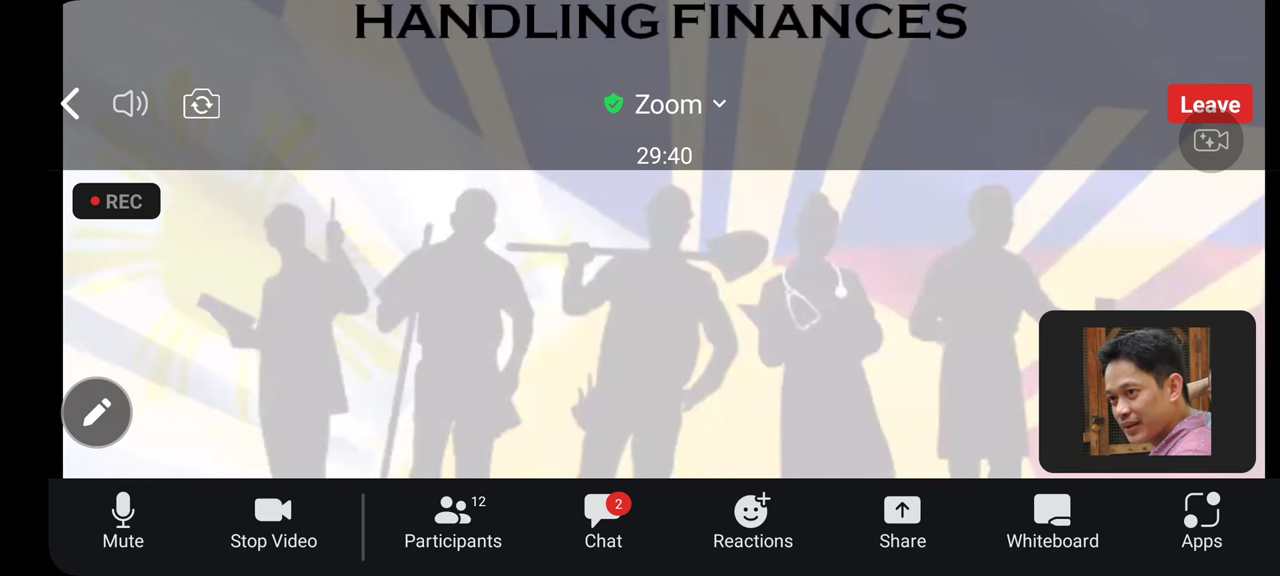 HANDLING FINANCES
Zoom
Leave
29:40
REC
12
2
Mute
Stop Video
Participants
Chat
Reactions
Share
Whiteboard
Apps